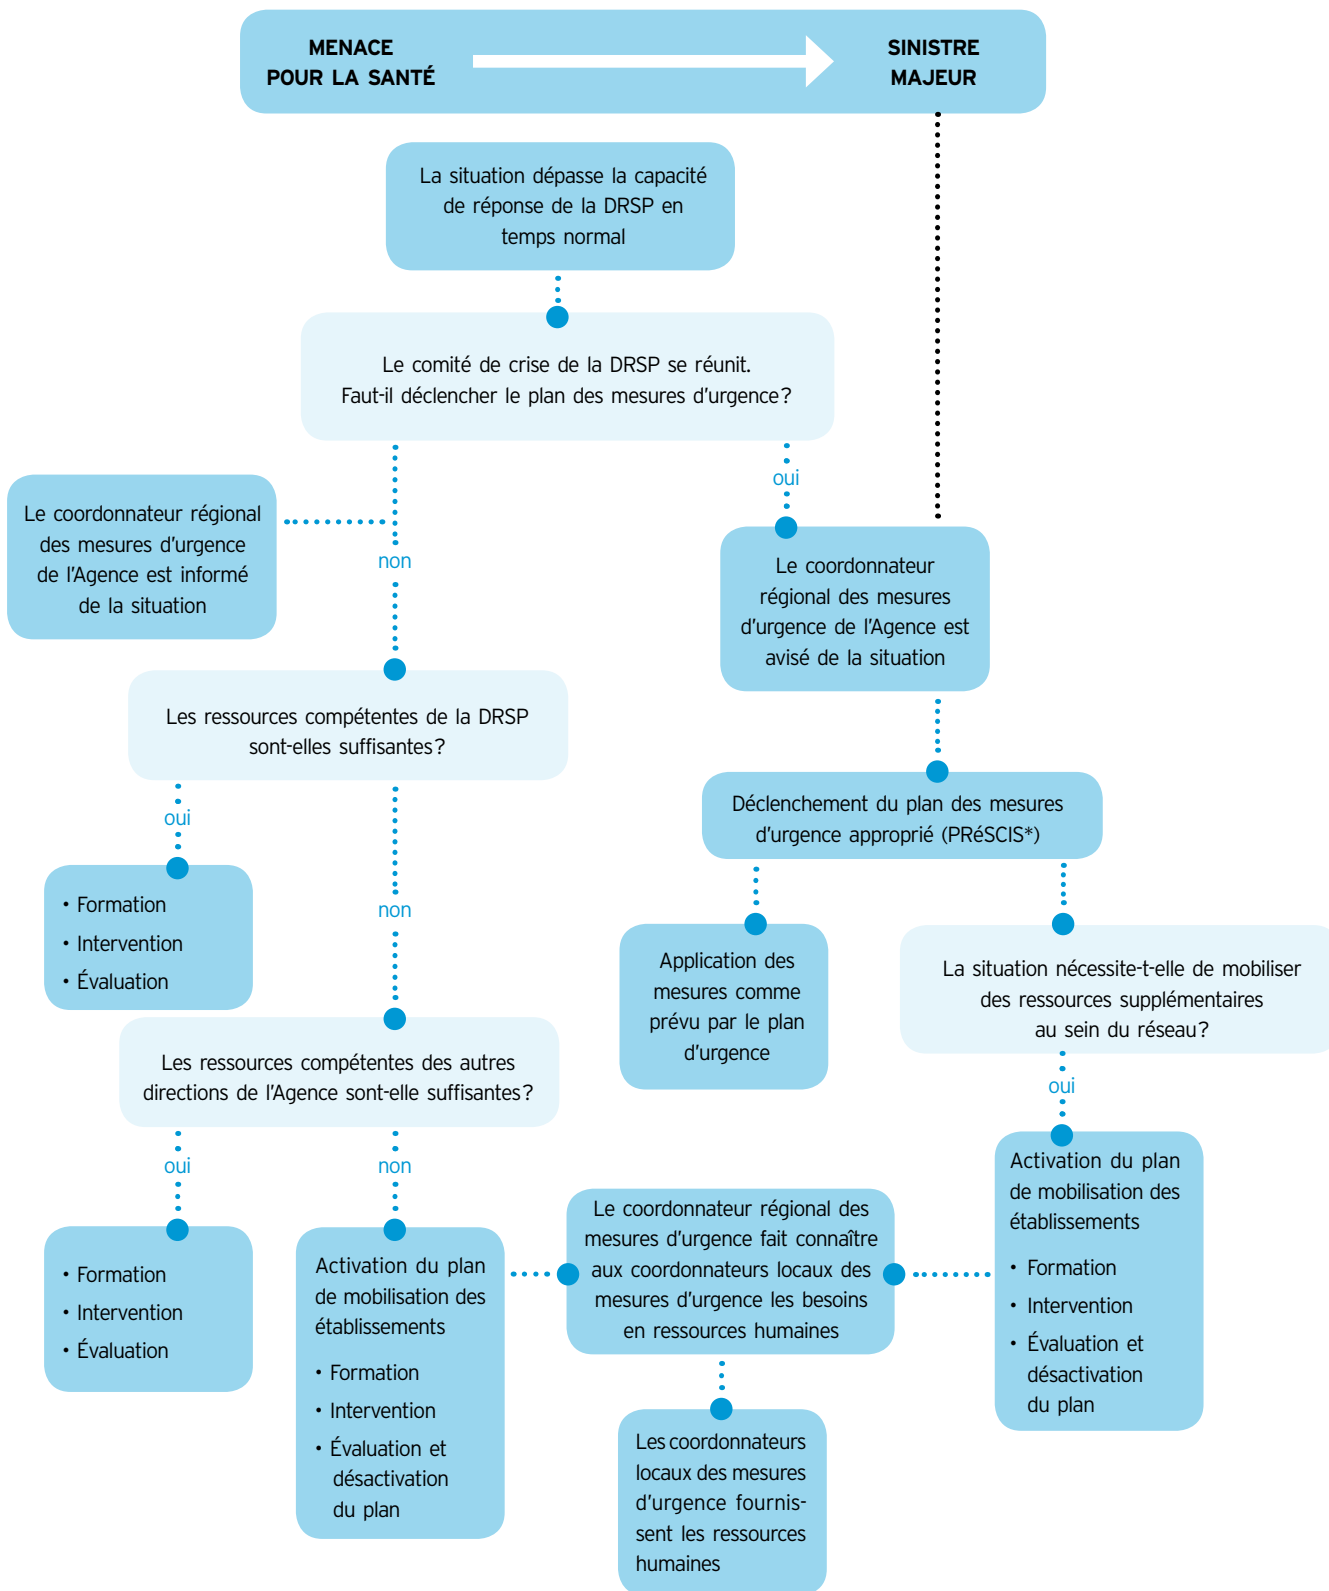 MENACE
POUR LA SANTÉ
SINISTRE
MAJEUR
La situation dépasse la capacité
de réponse de la DRSP en
temps normal
Le comité de crise de la DRSP se réunit.
Faut-il déclencher le plan des mesures d'urgence?
oui
Le coordonnateur régional
des mesures d'urgence
de l'Agence est informé
de la situation
non
Le coordonnateur
régional des mesures
d'urgence de l'Agence est
avisé de la situation
Les ressources compétentes de la DRSP
sont-elles suffisantes?
Déclenchement du plan des mesures
d'urgence approprié (PRéSCIS*)
oui
• Formation
• Intervention
• Évaluation
non
Application des
mesures comme
prévu par le plan
d'urgence
La situation nécessite-t-elle de mobiliser
des ressources supplémentaires
au sein du réseau?
Les ressources compétentes des autres
directions de l'Agence sont-elle suffisantes?
oui
oui
non
• Formation
• Intervention
• Évaluation
Activation du plan
de mobilisation des
établissements
• Formation
• Intervention
• Évaluation et
désactivation
du plan
Le coordonnateur régional des
mesures d'urgence fait connaître
aux coordonnateurs locaux des
mesures d'urgence les besoins
en ressources humaines
Activation du plan
de mobilisation des
établissements
• Formation
• Intervention
• Évaluation et
désactivation
du plan
Les coordonnateurs
locaux des mesures
d'urgence fournis-
sent les ressources
humaines